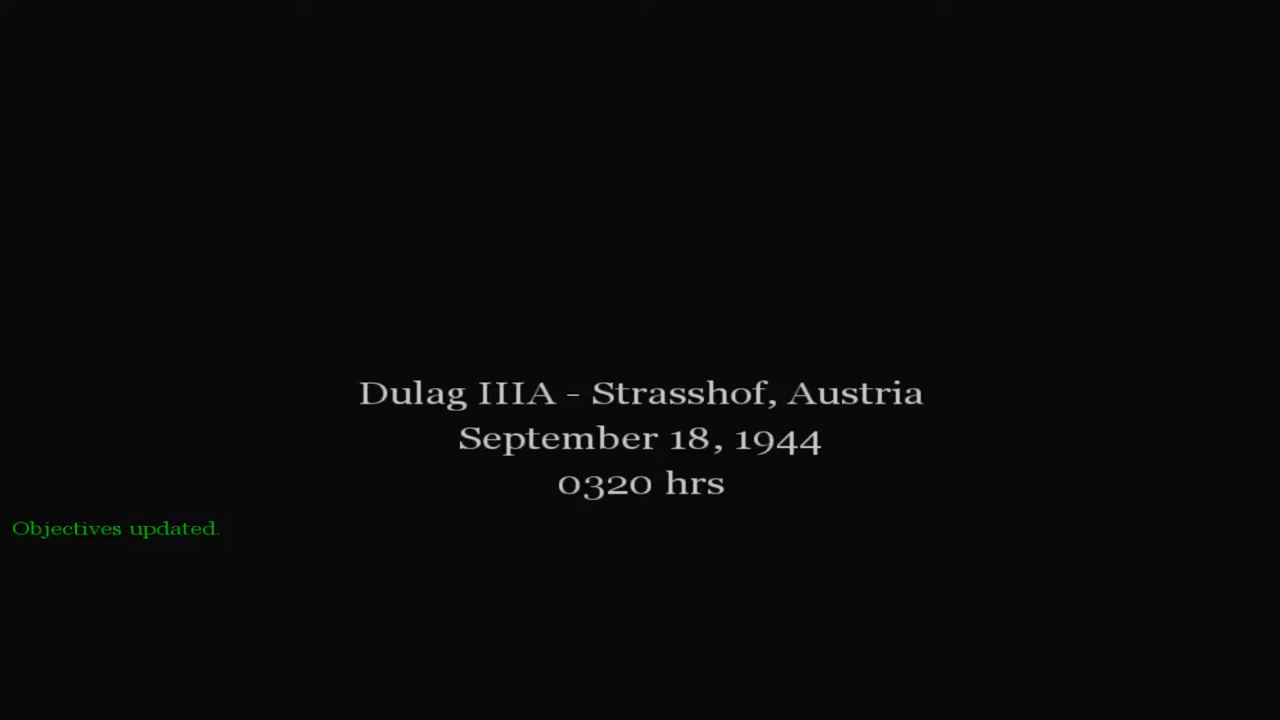 Dulag IIIA - Strasshof, Austria
September 18, 1944
0320 hrs
Objectives updated.